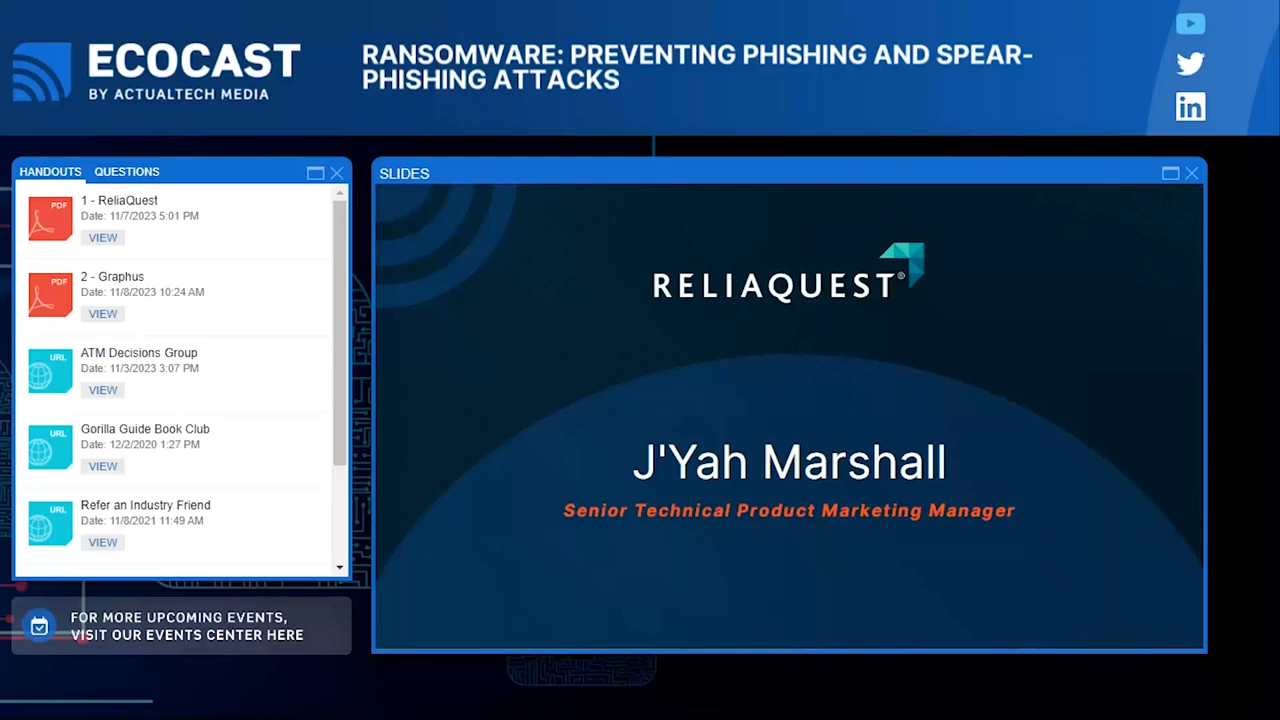 ECOCAST
BY ACTUALTECH MEDIA
RANSOMWARE: PREVENTING PHISHING AND SPEAR-
PHISHING ATTACKS
in
HANDOUTS QUESTIONS
PDF
1 - ReliaQuest
Date: 11/7/2023 5:01 PM
VIEW
PDF
2 - Graphus
Date: 11/8/2023 10:24 AM
VIEW
URL
ATM Decisions Group
Date: 11/3/2023 3:07 PM
VIEW
URL
Gorilla Guide Book Club
Date: 12/2/2020 1:27 PM
VIEW
URL
Refer an Industry Friend
Date: 11/8/2021 11:49 AM
VIEW
FOR MORE UPCOMING EVENTS,
VISIT OUR EVENTS CENTER HERE
SLIDES
RELIAQUEST®
J'Yah Marshall
Senior Technical Product Marketing Manager